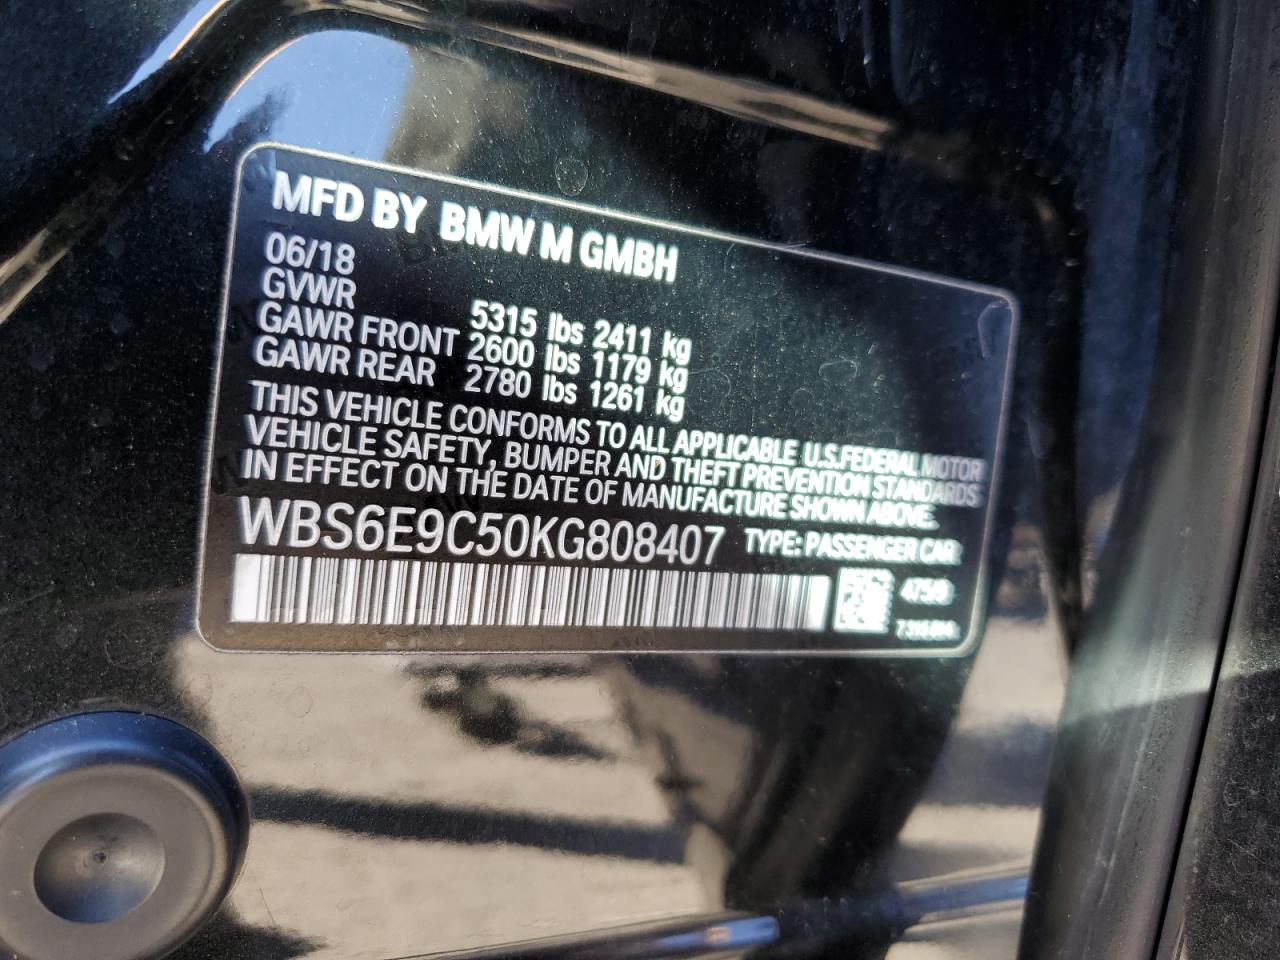 MFD BY BMW M GMBH
06/18
GVWR 5315 lbs 2411 kg
GAWR FRONT 2600 lbs 1179 kg
GAWR REAR 2780 lbs 1261 kg
THIS VEHICLE CONFORMS TO ALL APPLICABLE U.S.FEDERAL MOTOR
VEHICLE SAFETY, BUMPER AND THEFT PREVENTION STANDARDS
IN EFFECT ON THE DATE OF MANUFACTURE SHOWN ABOVE.
WBS6E9C50KG808407 TYPE: PASSENGER CAR